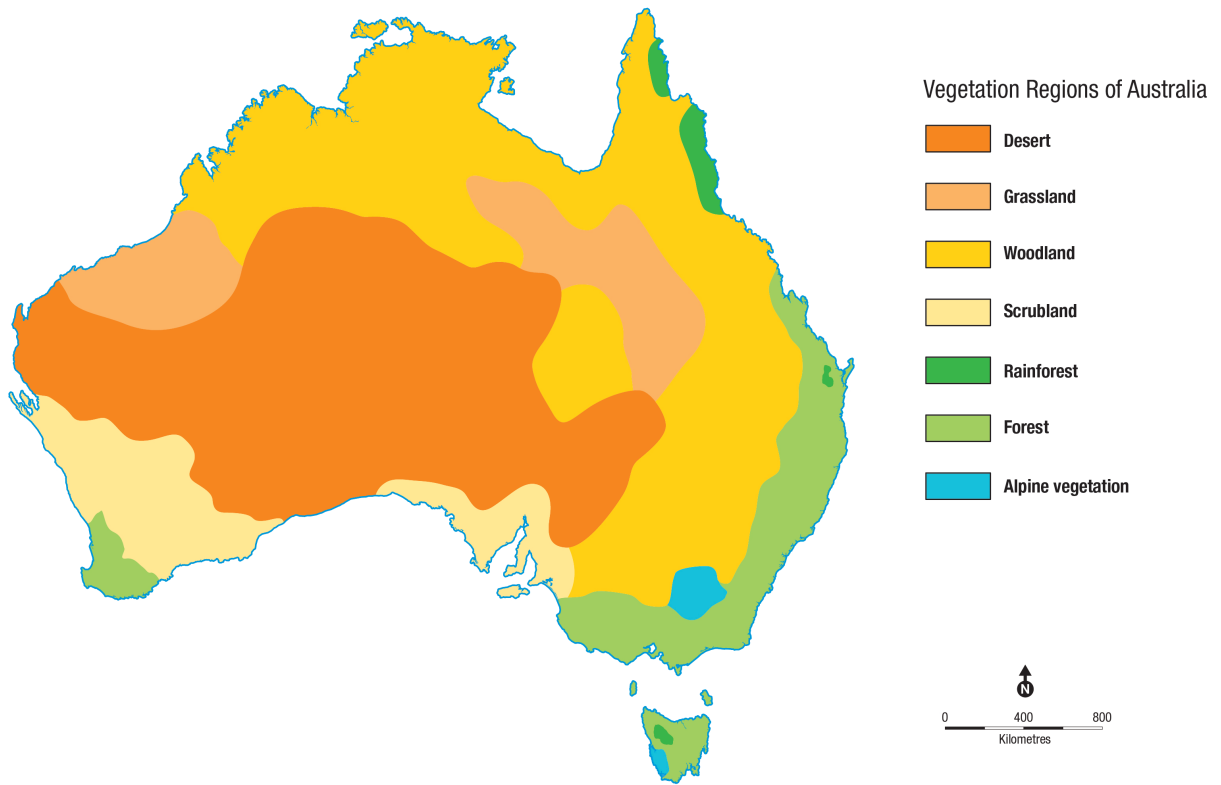 Vegetation Regions of Australia
Desert
Grassland
Woodland
Scrubland
Rainforest
Forest
Alpine vegetation
N
0 400 800
Kilometres